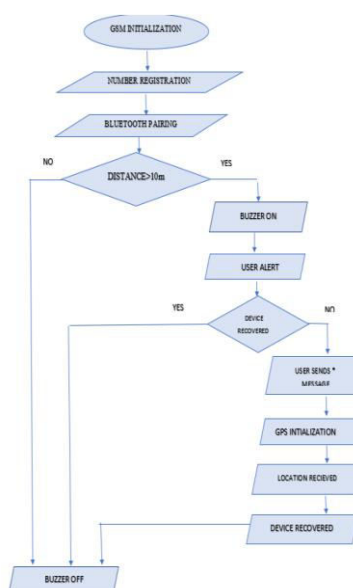 GSM INITIALIZATION
NUMBER REGISTRATION
BLUETOOTH PAIRING
NO
YES
DISTANCE>10m
BUZZER ON
USER ALERT
YES
NO
DEVICE
RECOVERED
USER SENDS *
MESSAGE
GPS INTIALIZATION
LOCATION RECIEVED
DEVICE RECOVERED
BUZZER OFF